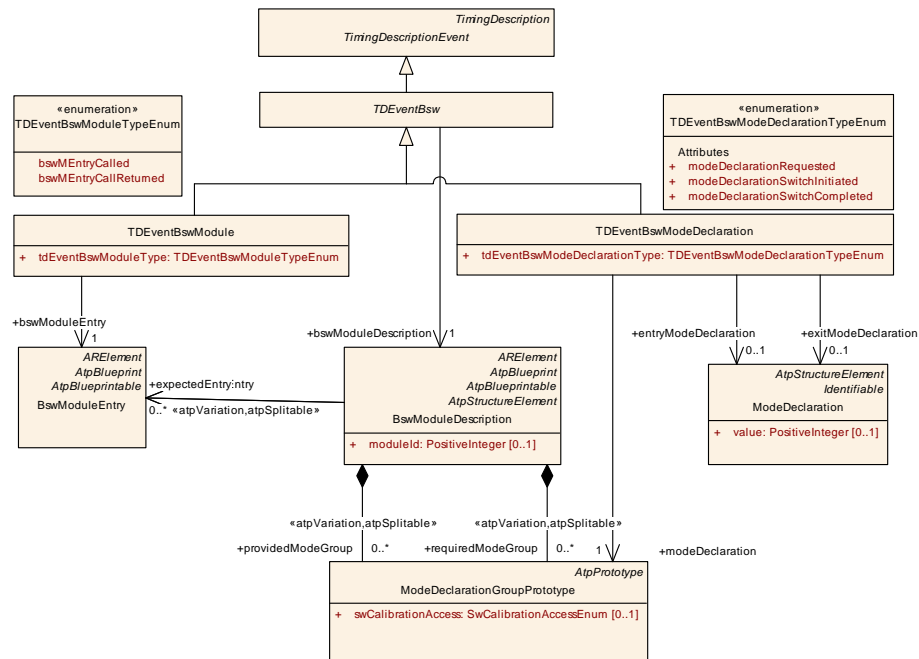 TimingDescription
TimingDescriptionEvent
«enumeration»
TDEventBswModuleTypeEnum
bswMEntryCalled
bswMEntryCallReturned
TDEventBsw
«enumeration»
TDEventBswModeDeclarationTypeEnum
Attributes
+ modeDeclarationRequested
+ modeDeclarationSwitchInitiated
+ modeDeclarationSwitchCompleted
TDEventBswModule
+ tdEventBswModuleType: TDEventBswModuleTypeEnum
TDEventBswModeDeclaration
+ tdEventBswModeDeclarationType: TDEventBswModeDeclarationTypeEnum
+bswModuleEntry
1
+bswModuleDescription
1
+entryModeDeclaration
0..1
+exitModeDeclaration
0..1
ARElement
AtpBlueprint
AtpBlueprintable
BswModuleEntry
+expectedEntry
0..*
«atpVariation,atpSplitable»
ARElement
AtpBlueprint
AtpBlueprintable
AtpStructureElement
BswModuleDescription
+ moduleId: PositiveInteger [0..1]
AtpStructureElement
Identifiable
ModeDeclaration
+ value: PositiveInteger [0..1]
«atpVariation,atpSplitable»
+providedModeGroup
0..*
«atpVariation,atpSplitable»
+requiredModeGroup
0..*
1
+modeDeclaration
AtpPrototype
ModeDeclarationGroupPrototype
+ swCalibrationAccess: SwCalibrationAccessEnum [0..1]